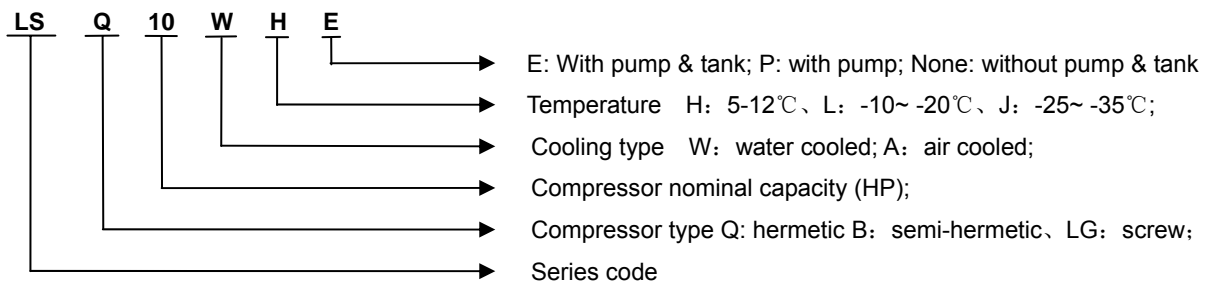 LS Q 10 W H E
E: With pump & tank; P: with pump; None: without pump & tank
Temperature H：5-12℃、L：-10~ -20℃、J：-25~ -35℃;
Cooling type W：water cooled; A：air cooled;
Compressor nominal capacity (HP);
Compressor type Q: hermetic B：semi-hermetic、LG：screw；
Series code